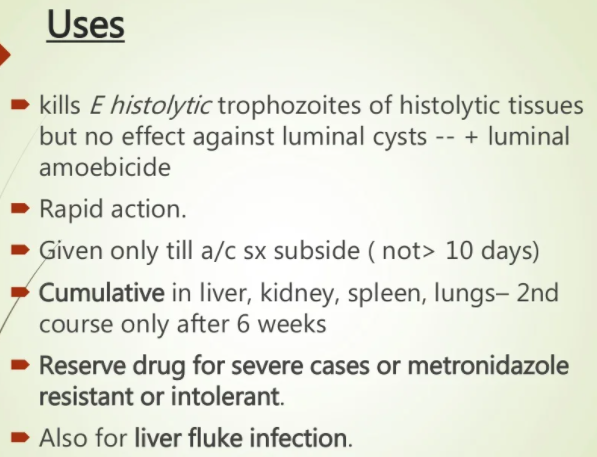 Uses
kills E histolytic trophozoites of histolytic tissues
but no effect against luminal cysts -- + luminal
amoebicide
Rapid action.
Given only till a/c sx subside ( not> 10 days)
Cumulative in liver, kidney, spleen, lungs– 2nd
course only after 6 weeks
Reserve drug for severe cases or metronidazole
resistant or intolerant.
Also for liver fluke infection.